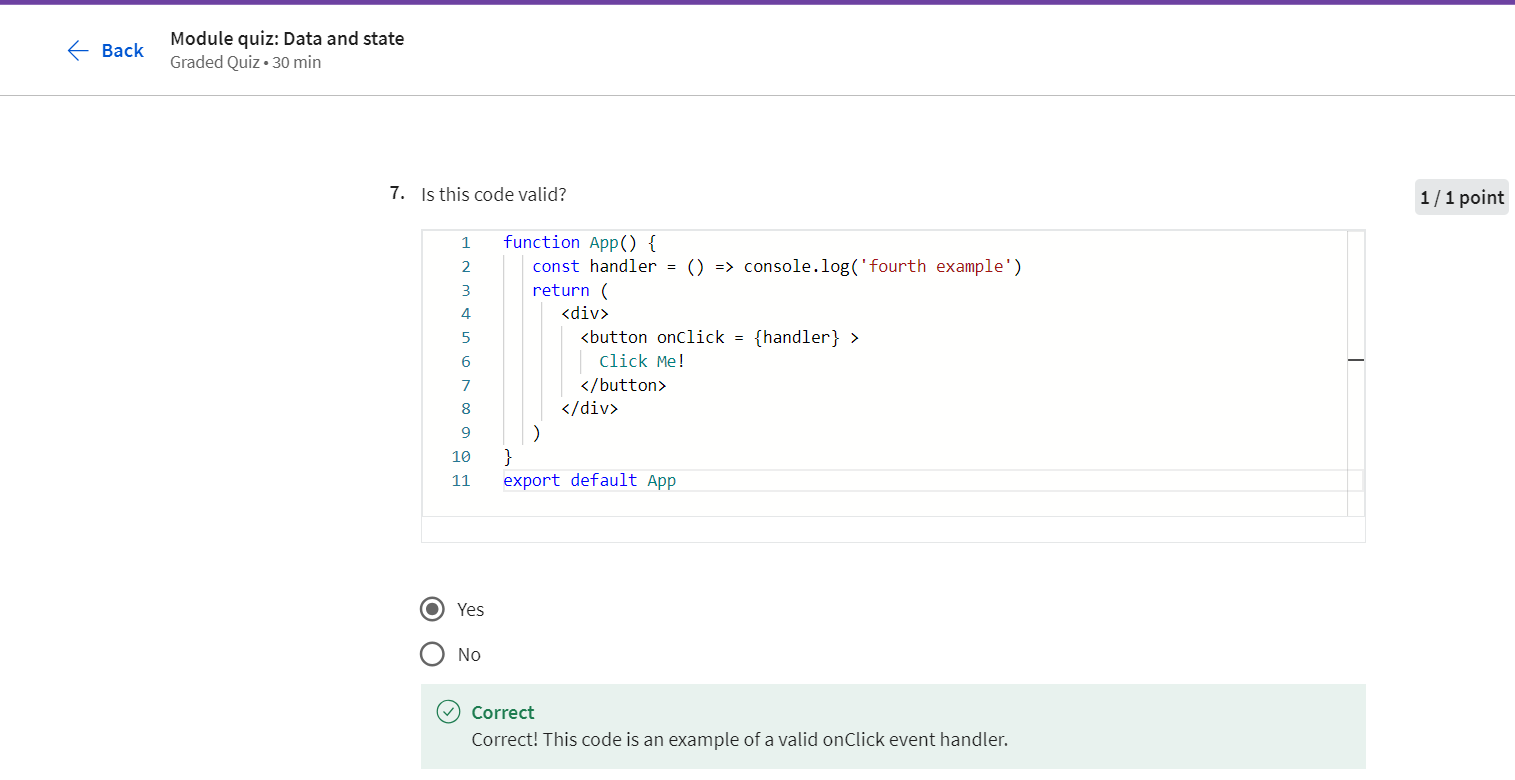 Back
Module quiz: Data and state
Graded Quiz • 30 min
7. Is this code valid?
1 / 1 point
1 function App() {
2 const handler = () => console.log('fourth example')
3 return (
4 <div>
5 <button onClick = {handler} >
6 Click Me!
7 </button>
8 </div>
9 )
10 }
11 export default App
Yes
No
Correct
Correct! This code is an example of a valid onClick event handler.